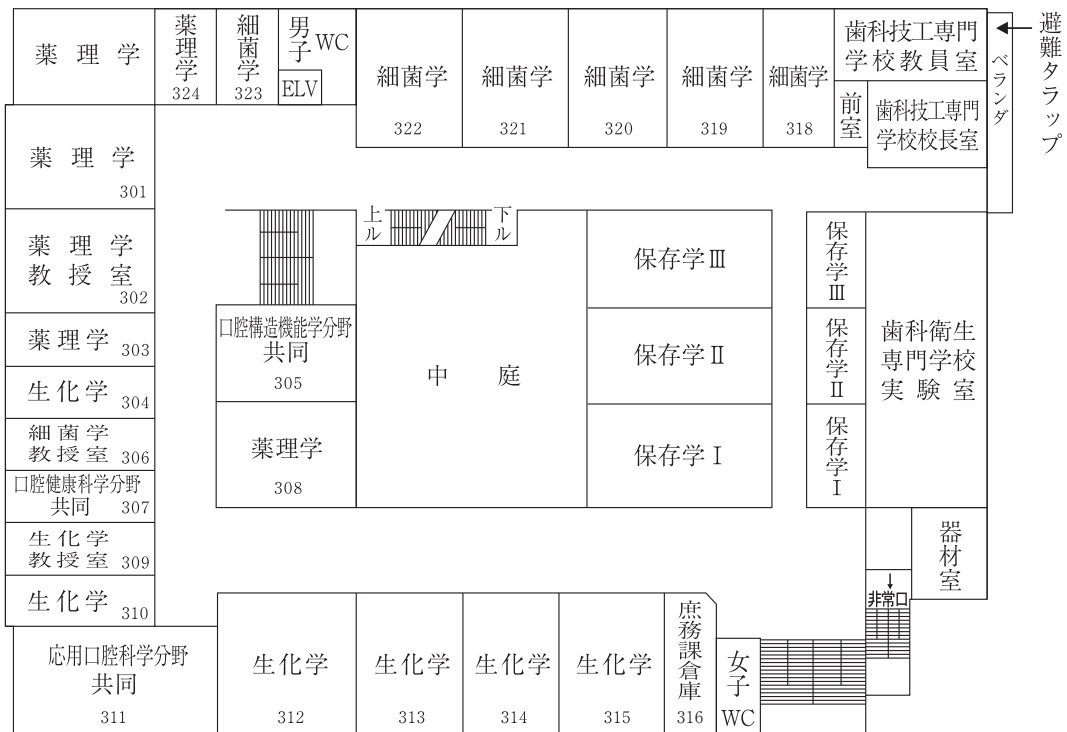 薬理学
薬理学
324
細菌学
323
男子WC
ELV
細菌学
322
細菌学
321
細菌学
320
細菌学
319
細菌学
318
歯科技工専門
学校教員室
前室
歯科技工専門
学校校長室
ベランダ
避難タラップ
薬理学
301
薬理学
教授室
302
薬理学
303
生化学
304
細菌学
教授室
306
口腔健康科学分野
共同
307
生化学
教授室
309
生化学
310
上ル
下ル
口腔構造機能学分野
共同
305
薬理学
308
中庭
保存学Ⅲ
保存学Ⅱ
保存学Ⅰ
保存学Ⅲ
保存学Ⅱ
保存学Ⅰ
歯科衛生
専門学校
実験室
器材室
非常口
応用口腔科学分野
共同
311
生化学
312
生化学
313
生化学
314
生化学
315
庶務課倉庫
316
女子WC